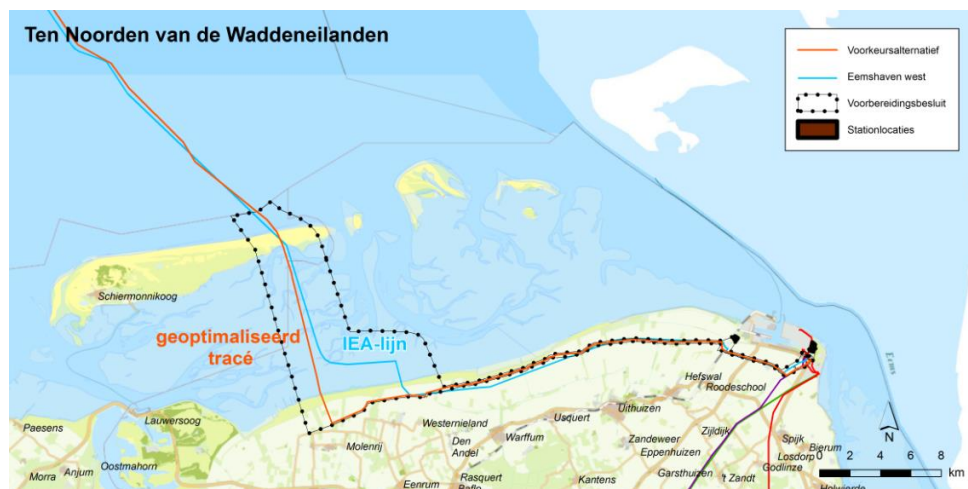 Ten Noorden van de Waddeneilanden
Voorkeursalternatief
Eemshaven west
Voorbereidingsbesluit
Stationlocaties
Schiermonnikoog
geoptimaliseerd
tracé
IEA-lijn
Eems
Hefswal
Roodeschool
Lauwersoog
Paesens
Oostmahorn
Morra
Anjum
Molenrij
Westernieland
Den
Andel
Warffum
Usquert
Uithuizen
Zandeweer
Eppenhuizen
Zijldijk
Garsthuizen
't Zandt
Spijk
Bierum
Losdorp
Godlinze
Holwierde
Eenrum
Rasquert
Baflo
Kantens
N
0 2 4 6 8
km